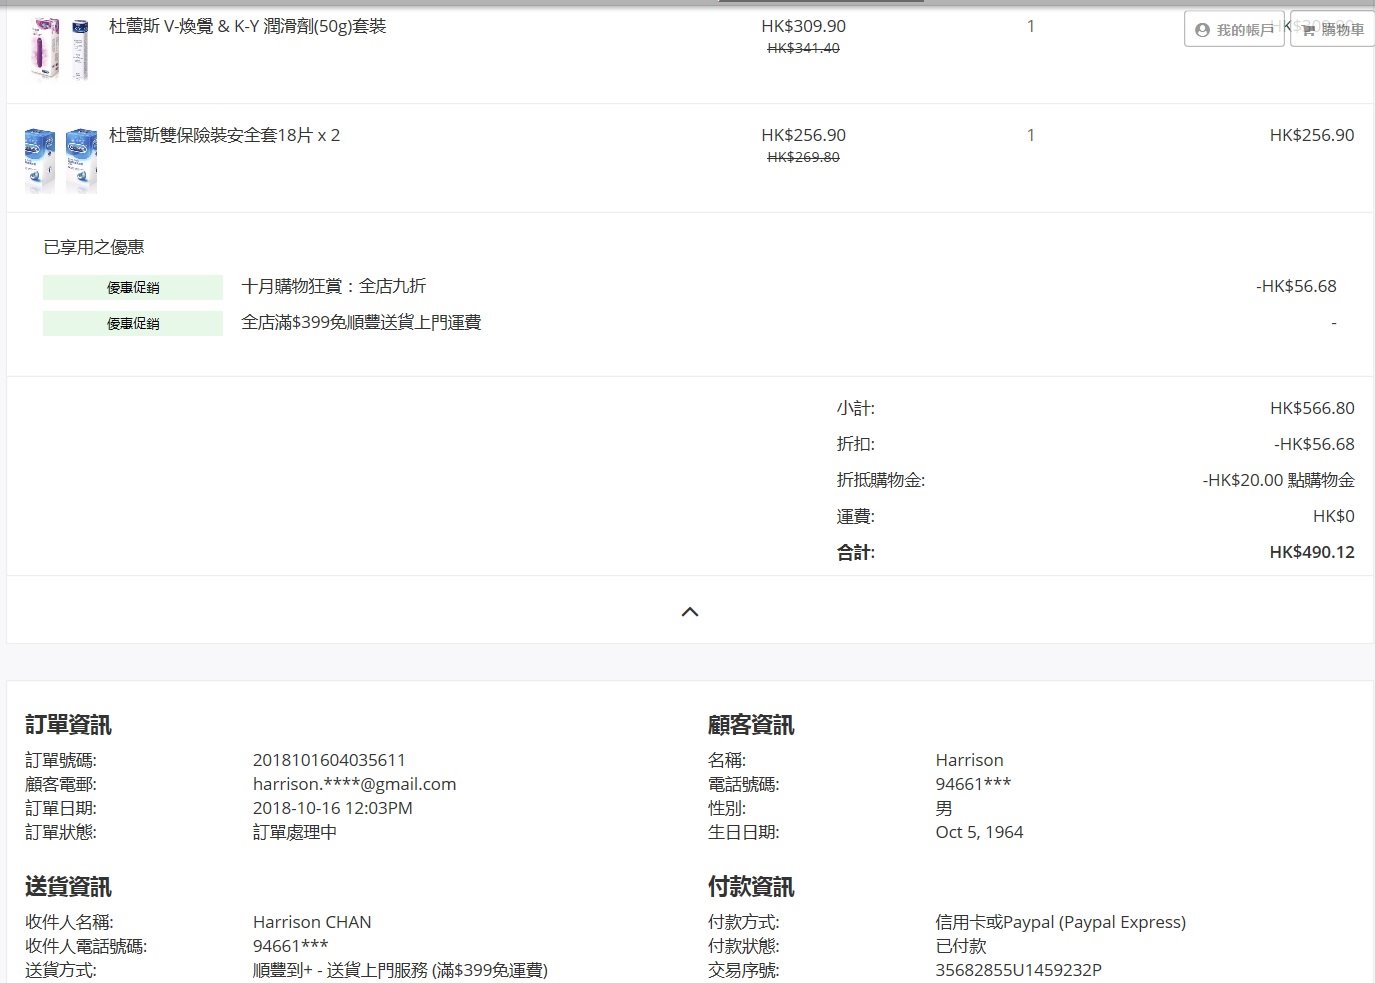 杜蕾斯 V-煥覺 & K-Y 潤滑劑(50g)套裝 HK$309.90 1 HK$309.90
HK$341.40
我的帳戶 購物車
杜蕾斯雙保險裝安全套18片 x 2 HK$256.90 1 HK$256.90
HK$269.80
已享用之優惠
優惠促銷 十月購物狂賞：全店九折 -HK$56.68
優惠促銷 全店滿$399免順豐送貨上門運費 -
小計: HK$566.80
折扣: -HK$56.68
折抵購物金: -HK$20.00 點購物金
運費: HK$0
合計: HK$490.12
訂單資訊
訂單號碼: 2018101604035611
顧客電郵: harrison.****@gmail.com
訂單日期: 2018-10-16 12:03PM
訂單狀態: 訂單處理中
顧客資訊
名稱: Harrison
電話號碼: 94661***
性別: 男
生日日期: Oct 5, 1964
送貨資訊
收件人名稱: Harrison CHAN
收件人電話號碼: 94661***
送貨方式: 順豐到+ - 送貨上門服務 (滿$399免運費)
付款資訊
付款方式: 信用卡或Paypal (Paypal Express)
付款狀態: 已付款
交易序號: 35682855U1459232P